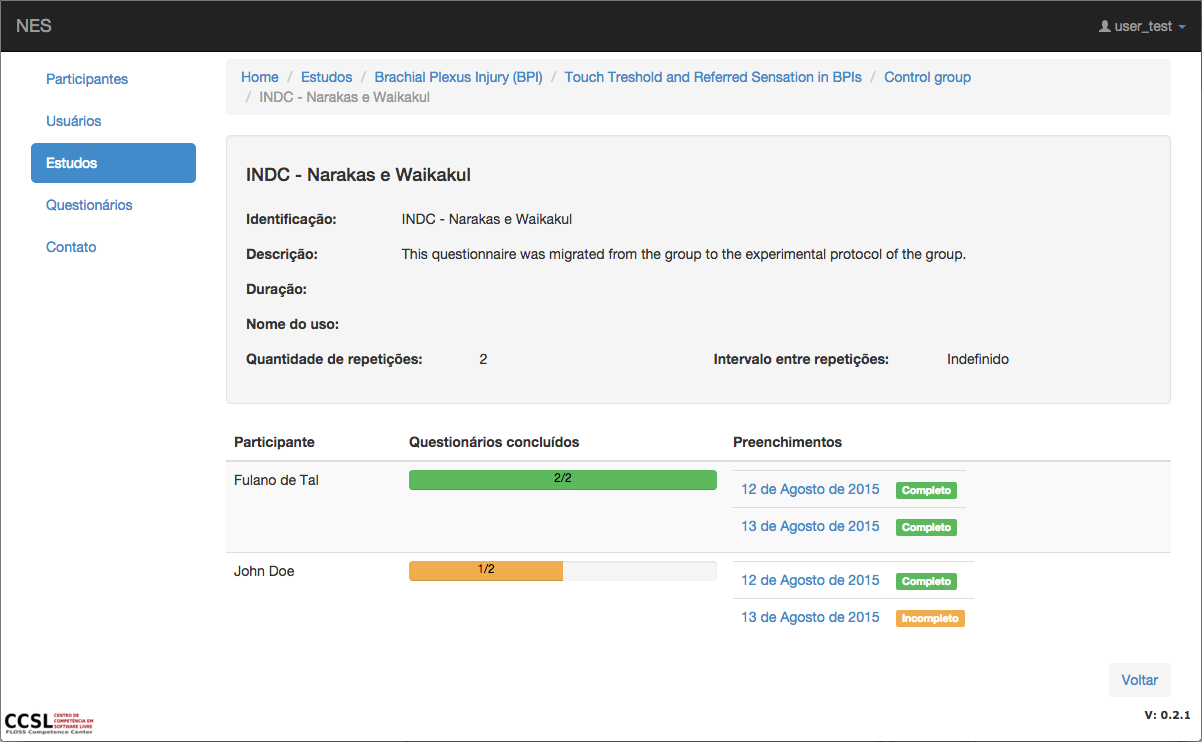 NES
user_test
Participantes
Usuários
Estudos
Questionários
Contato
Home / Estudos / Brachial Plexus Injury (BPI) / Touch Treshold and Referred Sensation in BPIs / Control group
/ INDC - Narakas e Waikakul
INDC - Narakas e Waikakul
Identificação: INDC - Narakas e Waikakul
Descrição: This questionnaire was migrated from the group to the experimental protocol of the group.
Duração:
Nome do uso:
Quantidade de repetições: 2 Intervalo entre repetições: Indefinido
Participante Questionários concluídos Preenchimentos
Fulano de Tal 2/2 12 de Agosto de 2015 Completo
13 de Agosto de 2015 Completo
John Doe 1/2 12 de Agosto de 2015 Completo
13 de Agosto de 2015 Incompleto
Voltar
V: 0.2.1
CCSL CENTRO DE
COMPETÊNCIA EM
SOFTWARE LIVRE
FLOSS Competence Center